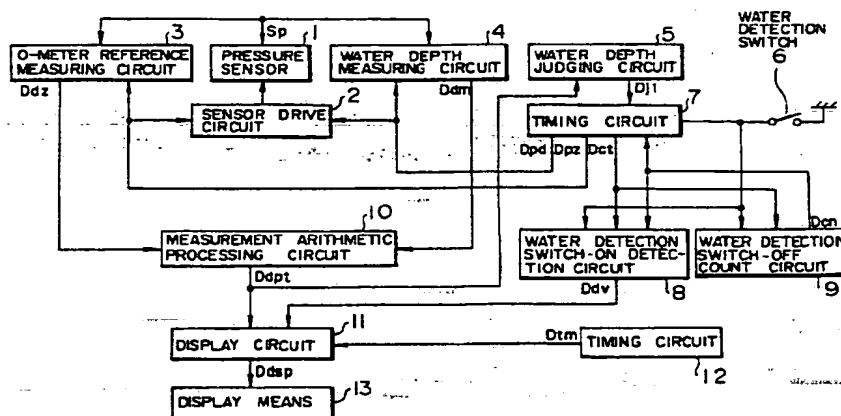 WATER
DETECTION
SWITCH
6
Sp
3
1
4
5
O-METER REFERENCE
MEASURING CIRCUIT
PRESSURE
SENSOR
WATER DEPTH
MEASURING CIRCUIT
WATER DEPTH
JUDGING CIRCUIT
Ddz
Ddm
Dji
2
7
SENSOR DRIVE
CIRCUIT
TIMING CIRCUIT
Dpd Dpz Dct
10
Dcn
MEASUREMENT ARITHMETIC
PROCESSING CIRCUIT
WATER DETECTION
SWITCH-ON DETEC-
TION CIRCUIT
WATER DETECTION
SWITCH-OFF
COUNT CIRCUIT
Ddpt
Ddv
8
9
11
DISPLAY CIRCUIT
Dtm
TIMING CIRCUIT
12
Ddsp
13
DISPLAY MEANS